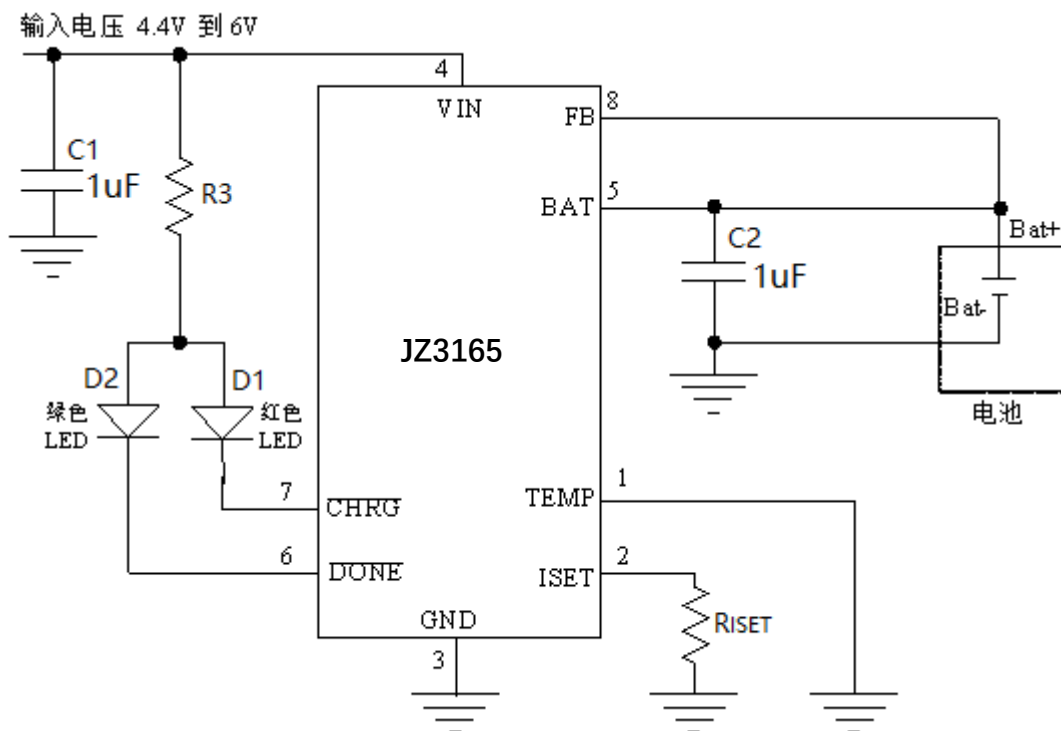 输入电压 4.4V 到 6V
4
VIN
8
FB
C1
1uF
R3
5
BAT
C2
1uF
Bat+
Bat-
JZ3165
D2
D1
绿色
LED
红色
LED
电池
7
CHRG
1
TEMP
6
DONE
2
ISET
GND
RISET
3